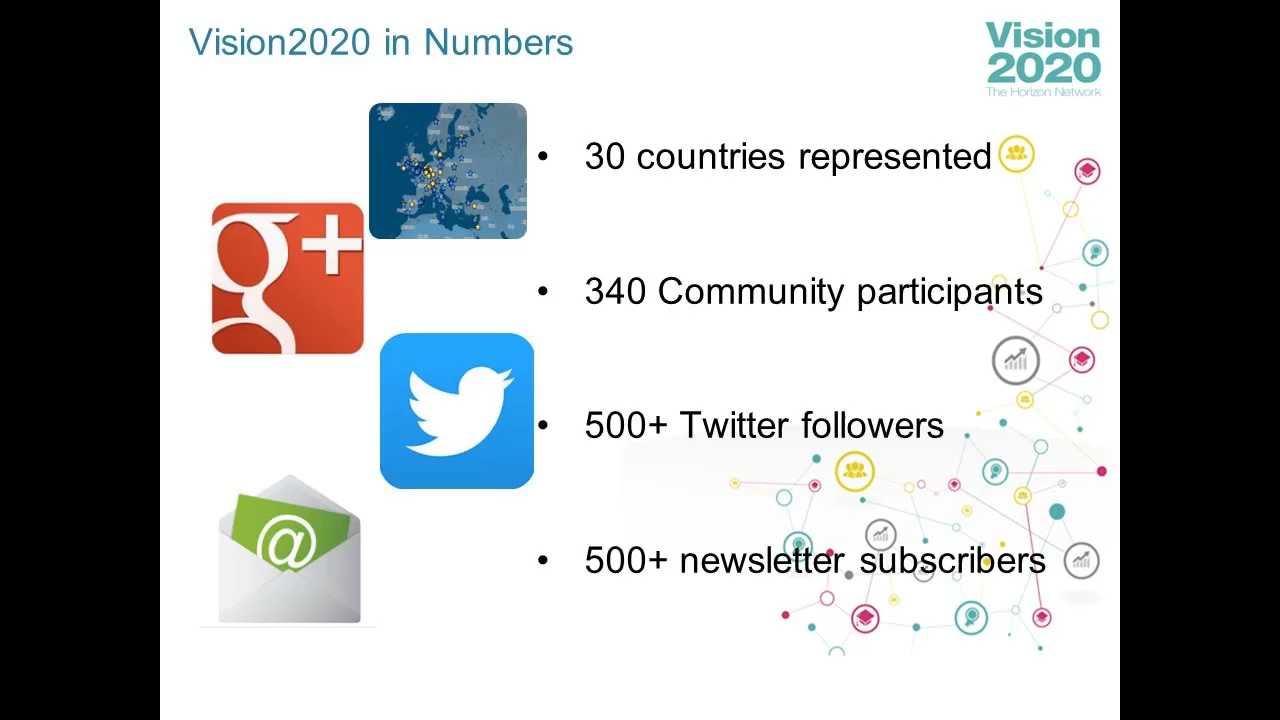 Vision2020 in Numbers
Vision
2020
The Horizon Network
• 30 countries represented
g+
• 340 Community participants
• 500+ Twitter followers
@
• 500+ newsletter subscribers